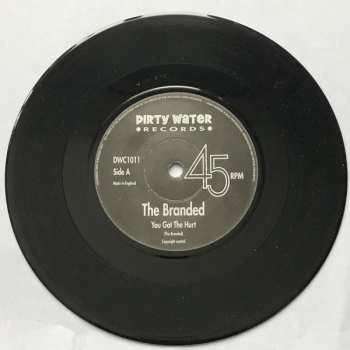 DIRTY WATER
•RECORDS•
DWC1011
Side A
45
RPM
Made in England
The Branded
You Got The Hurt
(The Branded)
Copyright control